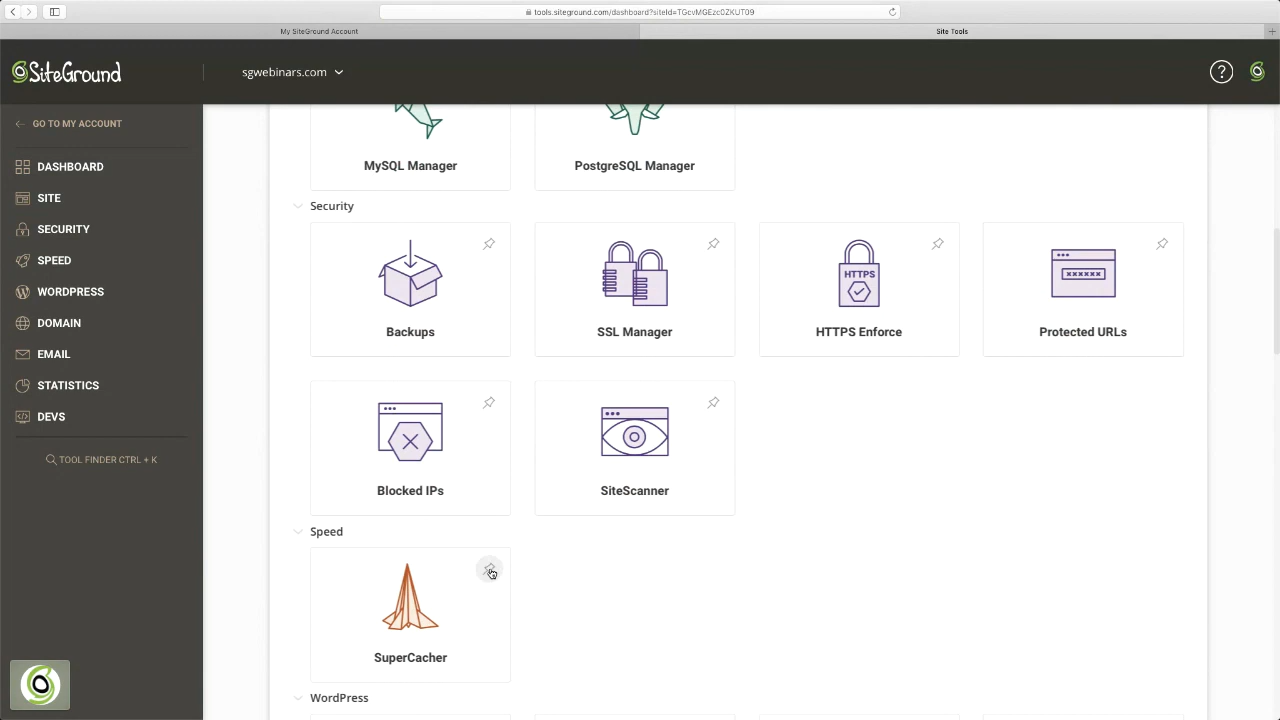 tools.siteground.com/dashboard?siteId=TGcvMGEzc0ZKUT09
My SiteGround Account
Site Tools
SiteGround
sgwebinars.com
?
GO TO MY ACCOUNT
DASHBOARD
SITE
SECURITY
SPEED
WORDPRESS
DOMAIN
EMAIL
STATISTICS
DEVS
TOOL FINDER CTRL + K
MySQL Manager
PostgreSQL Manager
Security
Backups
SSL Manager
HTTPS
HTTPS Enforce
××××××
Protected URLs
Blocked IPs
SiteScanner
Speed
SuperCacher
WordPress